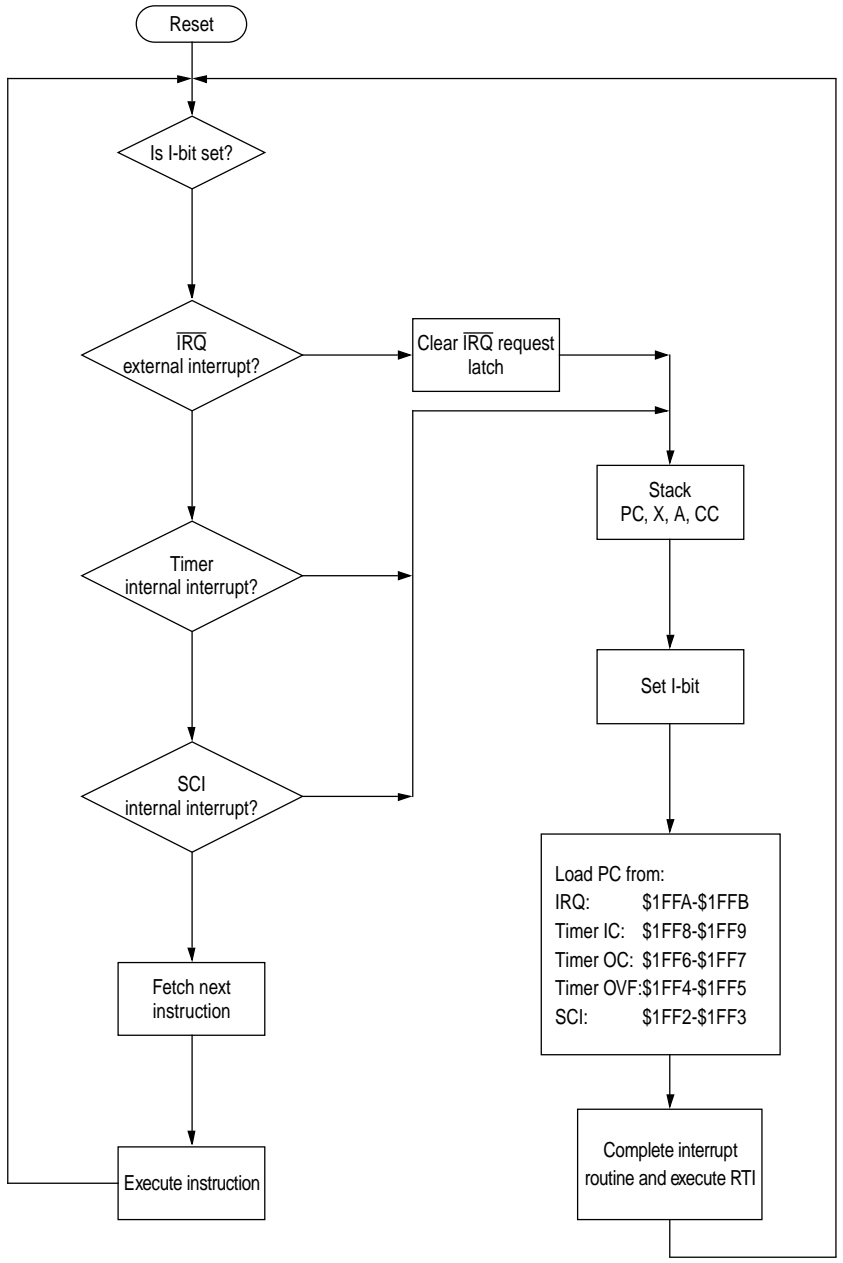 Reset
Is I-bit set?
IRQ
external interrupt?
Clear IRQ request
latch
Stack
PC, X, A, CC
Timer
internal interrupt?
Set I-bit
SCI
internal interrupt?
Load PC from:
IRQ: $1FFA-$1FFB
Timer IC: $1FF8-$1FF9
Timer OC: $1FF6-$1FF7
Timer OVF:$1FF4-$1FF5
SCI: $1FF2-$1FF3
Fetch next
instruction
Complete interrupt
routine and execute RTI
Execute instruction